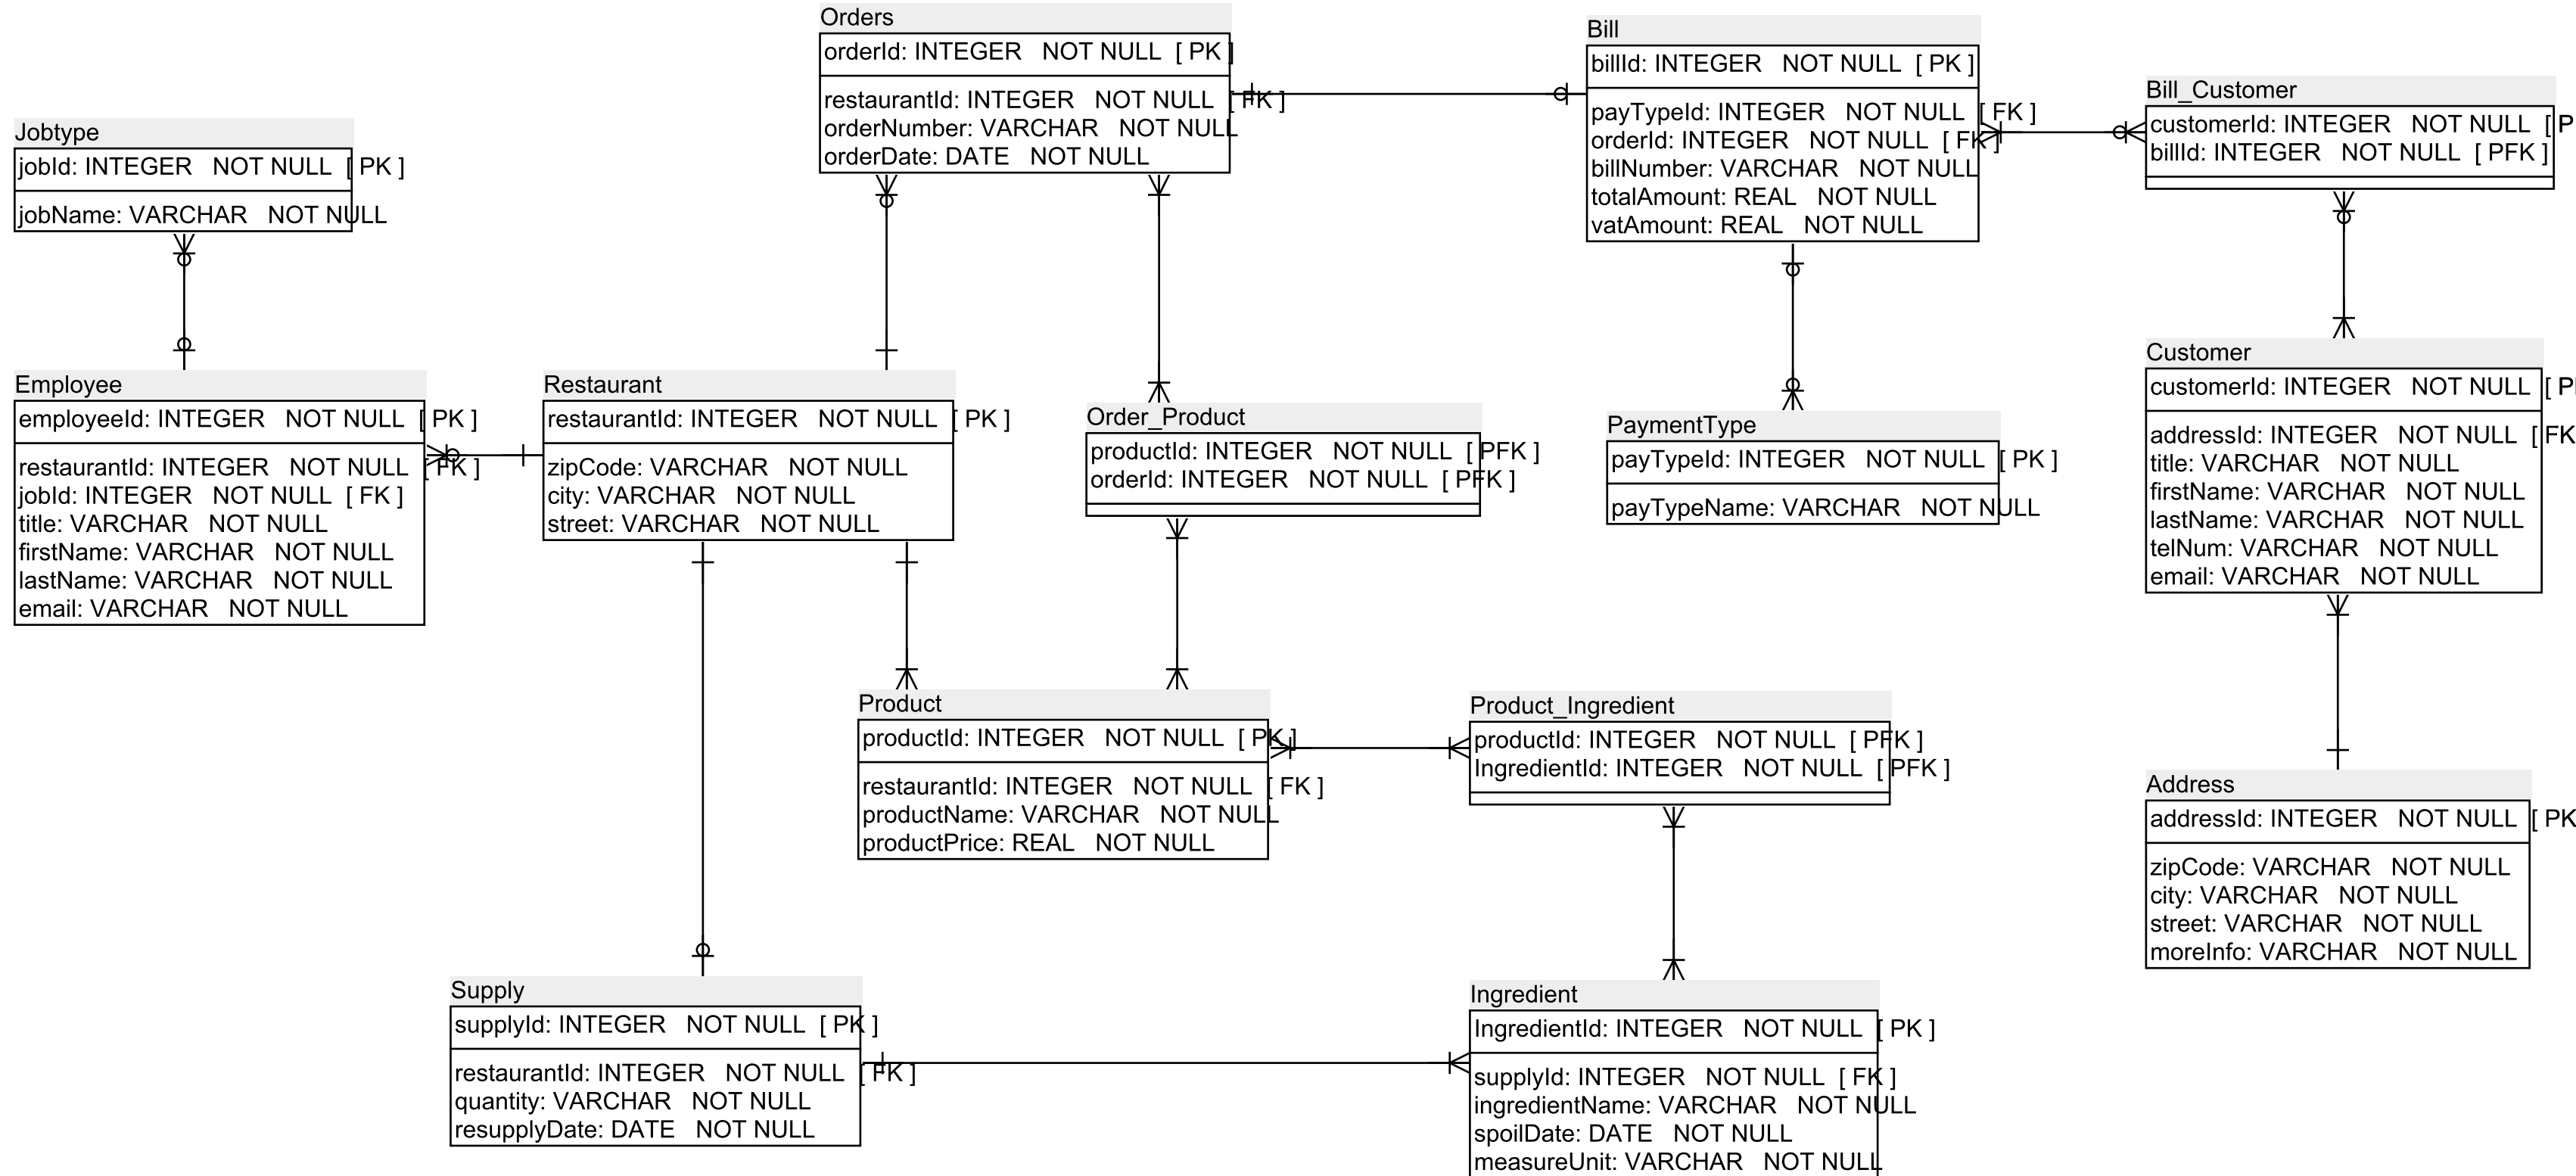 Orders
orderId: INTEGER NOT NULL [ PK ]
restaurantId: INTEGER NOT NULL [ FK ]
orderNumber: VARCHAR NOT NULL
orderDate: DATE NOT NULL
Bill
billId: INTEGER NOT NULL [ PK ]
payTypeId: INTEGER NOT NULL [ FK ]
orderId: INTEGER NOT NULL [ FK ]
billNumber: VARCHAR NOT NULL
totalAmount: REAL NOT NULL
vatAmount: REAL NOT NULL
Bill_Customer
customerId: INTEGER NOT NULL [ P
billId: INTEGER NOT NULL [ PFK ]
Jobtype
jobId: INTEGER NOT NULL [ PK ]
jobName: VARCHAR NOT NULL
Employee
employeeId: INTEGER NOT NULL [ PK ]
restaurantId: INTEGER NOT NULL [ FK ]
jobId: INTEGER NOT NULL [ FK ]
title: VARCHAR NOT NULL
firstName: VARCHAR NOT NULL
lastName: VARCHAR NOT NULL
email: VARCHAR NOT NULL
Restaurant
restaurantId: INTEGER NOT NULL [ PK ]
zipCode: VARCHAR NOT NULL
city: VARCHAR NOT NULL
street: VARCHAR NOT NULL
Order_Product
productId: INTEGER NOT NULL [ PFK ]
orderId: INTEGER NOT NULL [ PFK ]
PaymentType
payTypeId: INTEGER NOT NULL [ PK ]
payTypeName: VARCHAR NOT NULL
Customer
customerId: INTEGER NOT NULL [ P
addressId: INTEGER NOT NULL [ FK
title: VARCHAR NOT NULL
firstName: VARCHAR NOT NULL
lastName: VARCHAR NOT NULL
telNum: VARCHAR NOT NULL
email: VARCHAR NOT NULL
Product
productId: INTEGER NOT NULL [ PK ]
restaurantId: INTEGER NOT NULL [ FK ]
productName: VARCHAR NOT NULL
productPrice: REAL NOT NULL
Product_Ingredient
productId: INTEGER NOT NULL [ PFK ]
IngredientId: INTEGER NOT NULL [ PFK ]
Address
addressId: INTEGER NOT NULL [ PK
zipCode: VARCHAR NOT NULL
city: VARCHAR NOT NULL
street: VARCHAR NOT NULL
moreInfo: VARCHAR NOT NULL
Supply
supplyId: INTEGER NOT NULL [ PK ]
restaurantId: INTEGER NOT NULL [ FK ]
quantity: VARCHAR NOT NULL
resupplyDate: DATE NOT NULL
Ingredient
IngredientId: INTEGER NOT NULL [ PK ]
supplyId: INTEGER NOT NULL [ FK ]
ingredientName: VARCHAR NOT NULL
spoilDate: DATE NOT NULL
measureUnit: VARCHAR NOT NULL